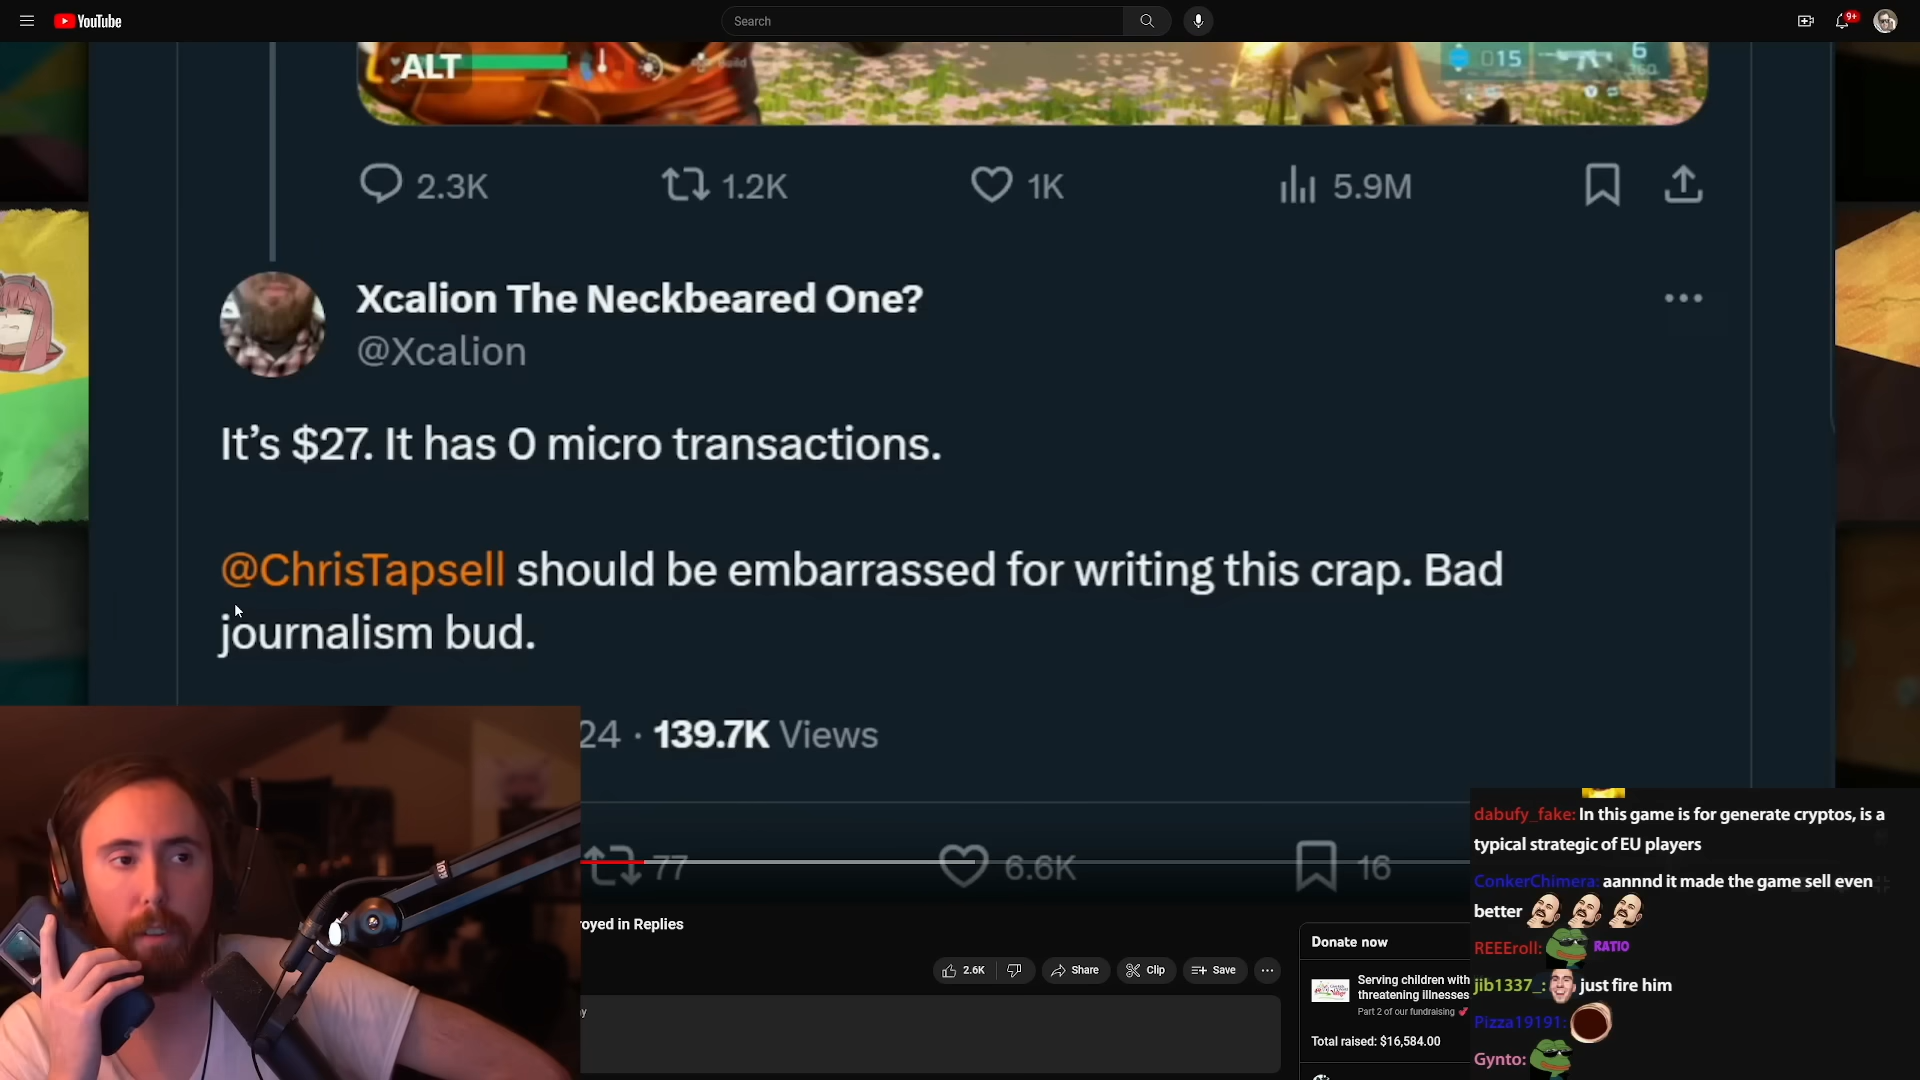 YouTube
Search
9+
ALT
Build
015
6
2.3K
1.2K
1K
5.9M
Xcalion The Neckbeared One?
@Xcalion
It's $27. It has 0 micro transactions.
@ChrisTapsell should be embarrassed for writing this crap. Bad
journalism bud.
24 · 139.7K Views
77
6.6K
16
oyed in Replies
2.6K
Share
Clip
Save
Donate now
Serving children with
threatening illnesses
Part 2 of our fundraising
Total raised: $16,584.00
dabufy_fake: In this game is for generate cryptos, is a
typical strategic of EU players
ConkerChimera: aannnd it made the game sell even
better
REEEroll: RATIO
jib1337_: just fire him
Pizza19191:
Gynto: